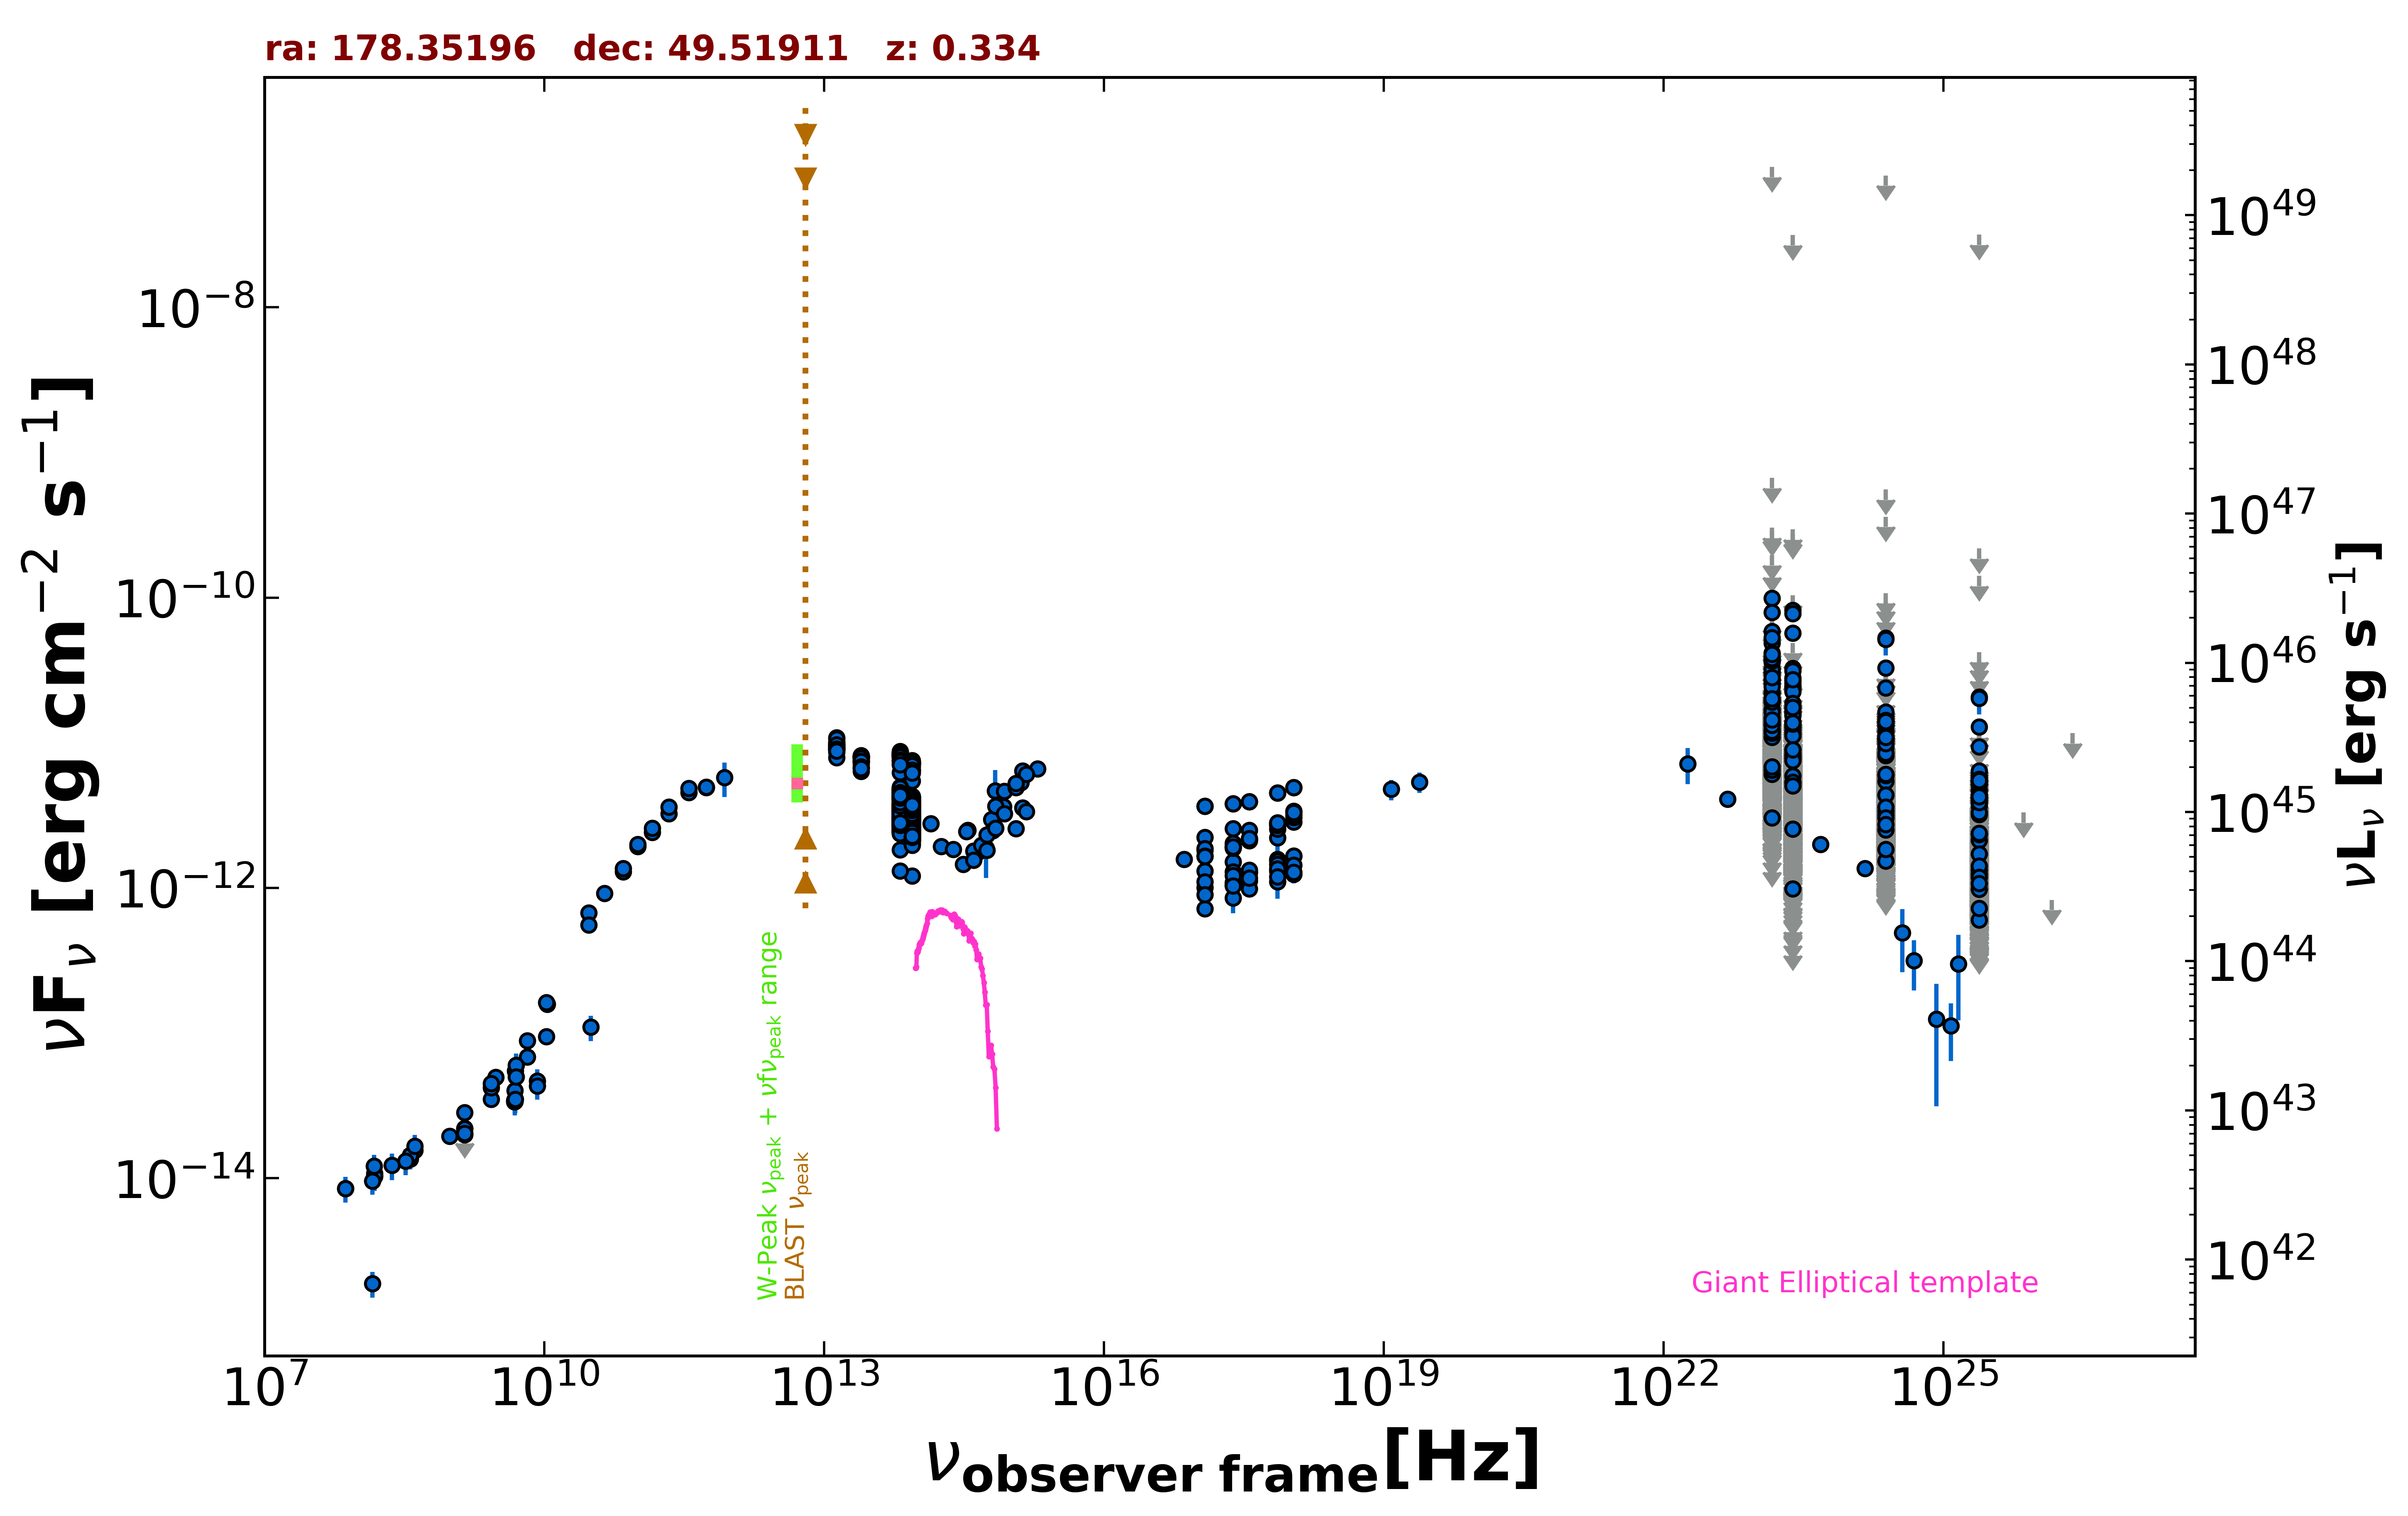 ra: 178.35196   dec: 49.51911   z: 0.334
νF_ν [erg cm⁻² s⁻¹]
10⁻⁸
10⁻¹⁰
10⁻¹²
10⁻¹⁴
10⁴⁹
10⁴⁸
10⁴⁷
10⁴⁶
10⁴⁵
10⁴⁴
10⁴³
10⁴²
νL_ν [erg s⁻¹]
W-Peak ν_peak + νfν_peak range
BLAST ν_peak
Giant Elliptical template
10⁷ 10¹⁰ 10¹³ 10¹⁶ 10¹⁹ 10²² 10²⁵
ν_observer frame [Hz]